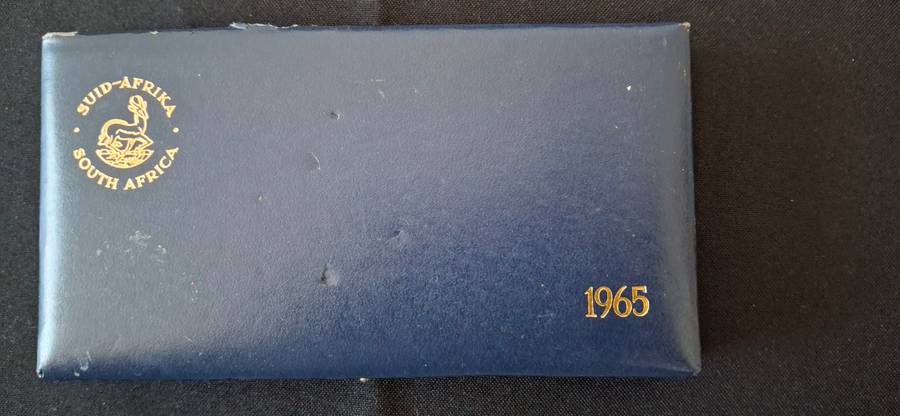 SUID-AFRIKA
SOUTH AFRICA
1965